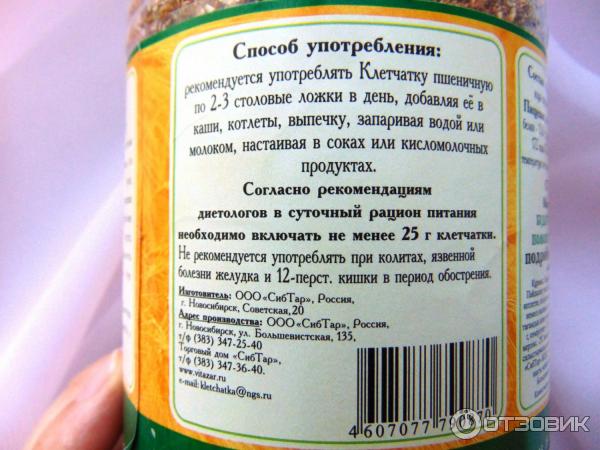 Способ употребления:
рекомендуется употреблять Клетчатку пшеничную
по 2-3 столовые ложки в день, добавляя её в
каши, котлеты, выпечку, запаривая водой или
молоком, настаивая в соках или кисломолочных
продуктах.
Согласно рекомендациям
диетологов в суточный рацион питания
необходимо включать не менее 25 г клетчатки.
Не рекомендуется употреблять при колитах, язвенной
болезни желудка и 12-перст. кишки в период обострения.
Изготовитель: ООО«СибТар», Россия,
г. Новосибирск, Советская,20
Адрес производства: ООО «СибТар», Россия,
г. Новосибирск, ул. Большевистская, 135,
т/ф (383) 347-25-40
Торговый дом «СибТар»,
т/ф (383) 347-36-40.
www.vitazar.ru
e-mail: kletchatka@ngs.ru
4 607077
ОТЗОВИК